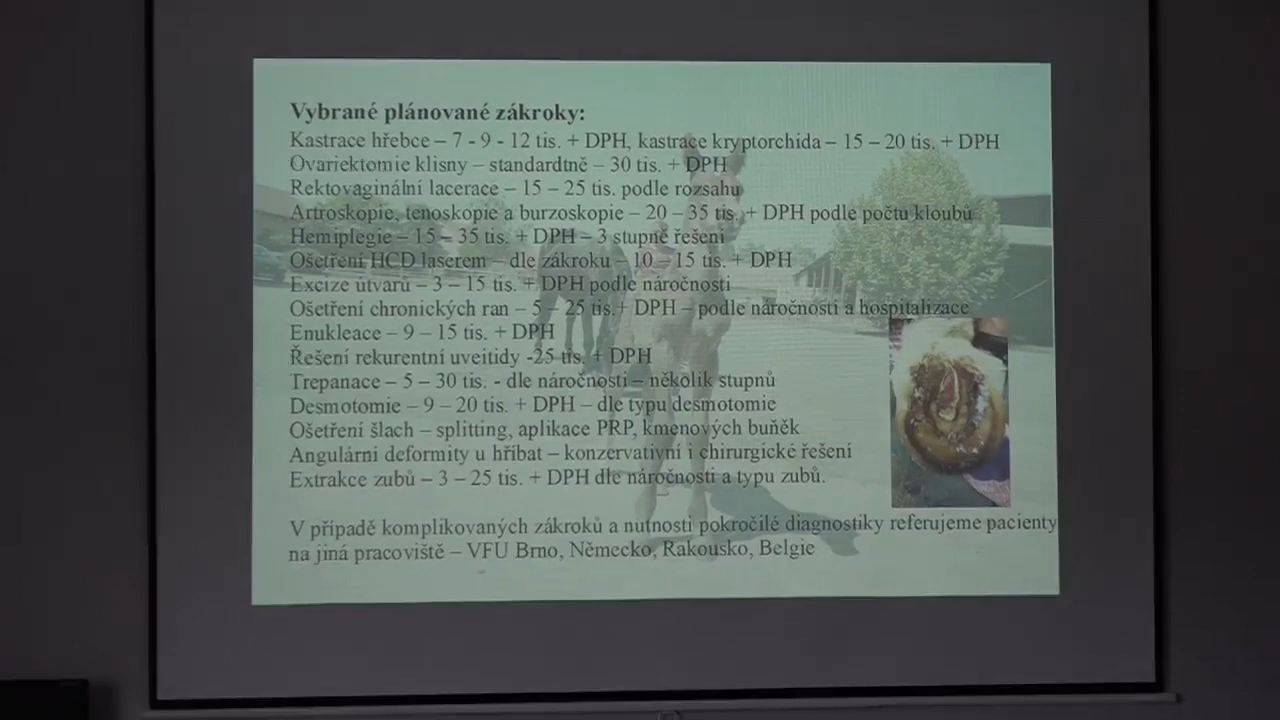 Vybrané plánované zákroky:
Kastrace hřebce – 7 - 9 - 12 tis. + DPH, kastrace kryptorchida – 15 – 20 tis. + DPH
Ovariektomie klisny – standardtně – 30 tis. + DPH
Rektovaginální lacerace – 15 – 25 tis. podle rozsahu
Artroskopie, tenoskopie a burzoskopie – 20 – 35 tis. + DPH podle počtu kloubů
Hemiplegie – 15 – 35 tis. + DPH – 3 stupně řešení
Ošetření HCD laserem – dle zákroku – 10 – 15 tis. + DPH
Excize útvarů – 3 – 15 tis. + DPH podle náročnosti
Ošetření chronických ran – 5 – 25 tis.+ DPH – podle náročnosti a hospitalizace
Enukleace – 9 – 15 tis. + DPH
Řešení rekurentní uveitidy -25 tis. + DPH
Trepanace – 5 – 30 tis. - dle náročnosti – několik stupnů
Desmotomie – 9 – 20 tis. + DPH – dle typu desmotomie
Ošetření šlach – splitting, aplikace PRP, kmenových buněk
Angulární deformity u hříbat – konzervativní i chirurgické řešení
Extrakce zubů – 3 – 25 tis. + DPH dle náročnosti a typu zubů.
V případě komplikovaných zákroků a nutnosti pokročilé diagnostiky referujeme pacienty
na jiná pracoviště – VFU Brno, Německo, Rakousko, Belgie